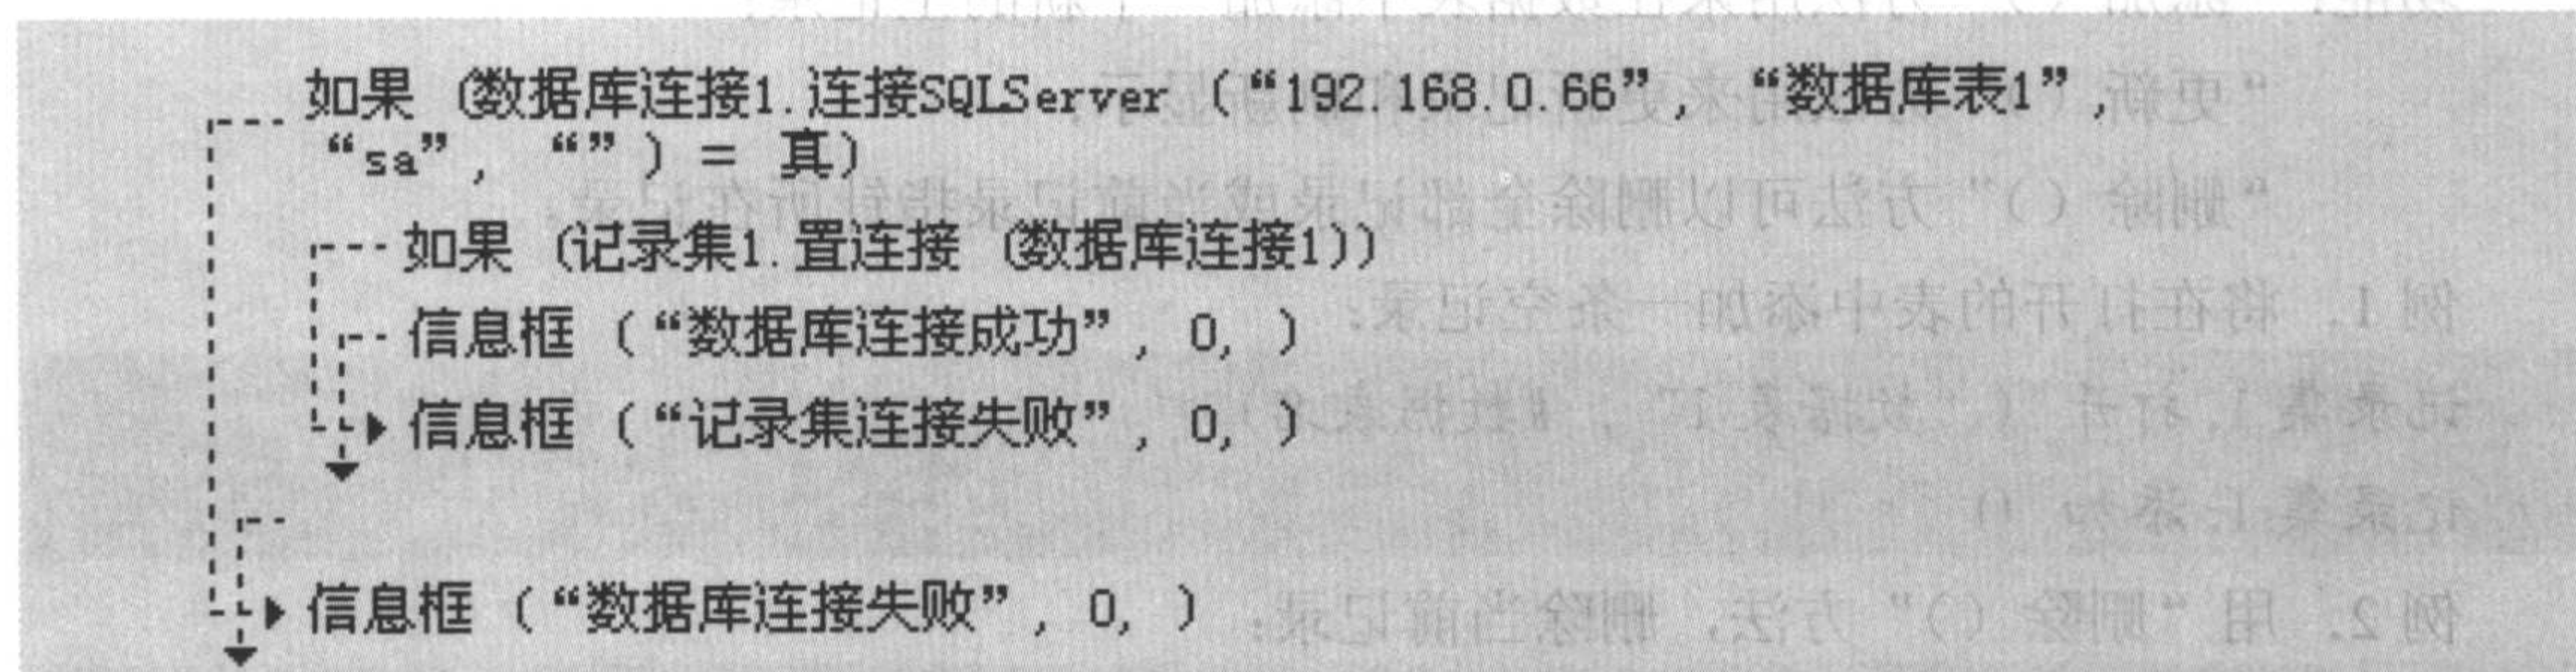 如果 (数据库连接1.连接SQLServer (“192.168.0.66”, “数据库表1”,
“sa”, “”) = 真)
如果 (记录集1.置连接 (数据库连接1))
信息框 (“数据库连接成功”, 0, )
信息框 (“记录集连接失败”, 0, )
信息框 (“数据库连接失败”, 0, )